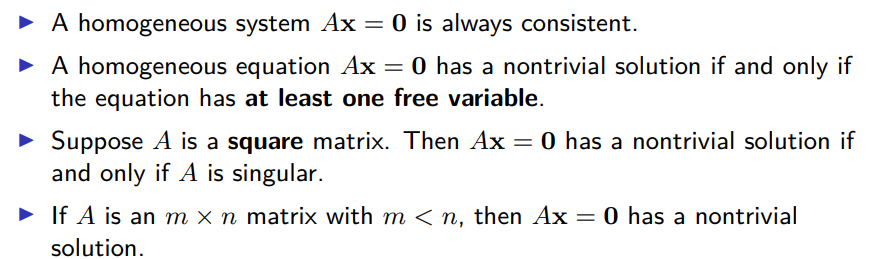 ▶ A homogeneous system Ax = 0 is always consistent.
▶ A homogeneous equation Ax = 0 has a nontrivial solution if and only if
the equation has at least one free variable.
▶ Suppose A is a square matrix. Then Ax = 0 has a nontrivial solution if
and only if A is singular.
▶ If A is an m × n matrix with m < n, then Ax = 0 has a nontrivial
solution.